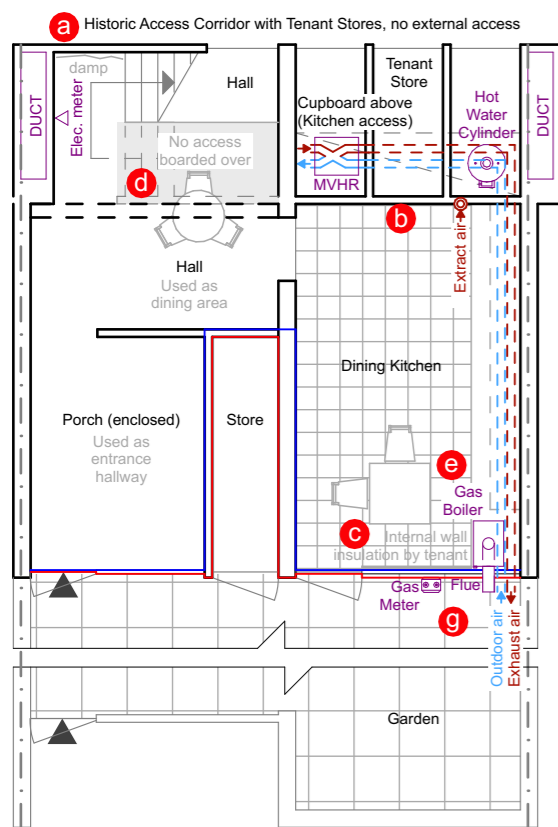 a Historic Access Corridor with Tenant Stores, no external access
damp
DUCT
Elec. meter
Hall
Tenant
Store
Cupboard above
(Kitchen access)
Hot
Water
Cylinder
DUCT
No access
boarded over
d
MVHR
b
Extract air
Hall
Used as
dining area
Dining Kitchen
Porch (enclosed)
Used as
entrance
hallway
Store
e
Gas
Boiler
c
Internal wall
insulation by tenant
Gas
Meter
Flue
g
Outdoor air
Exhaust air
Garden